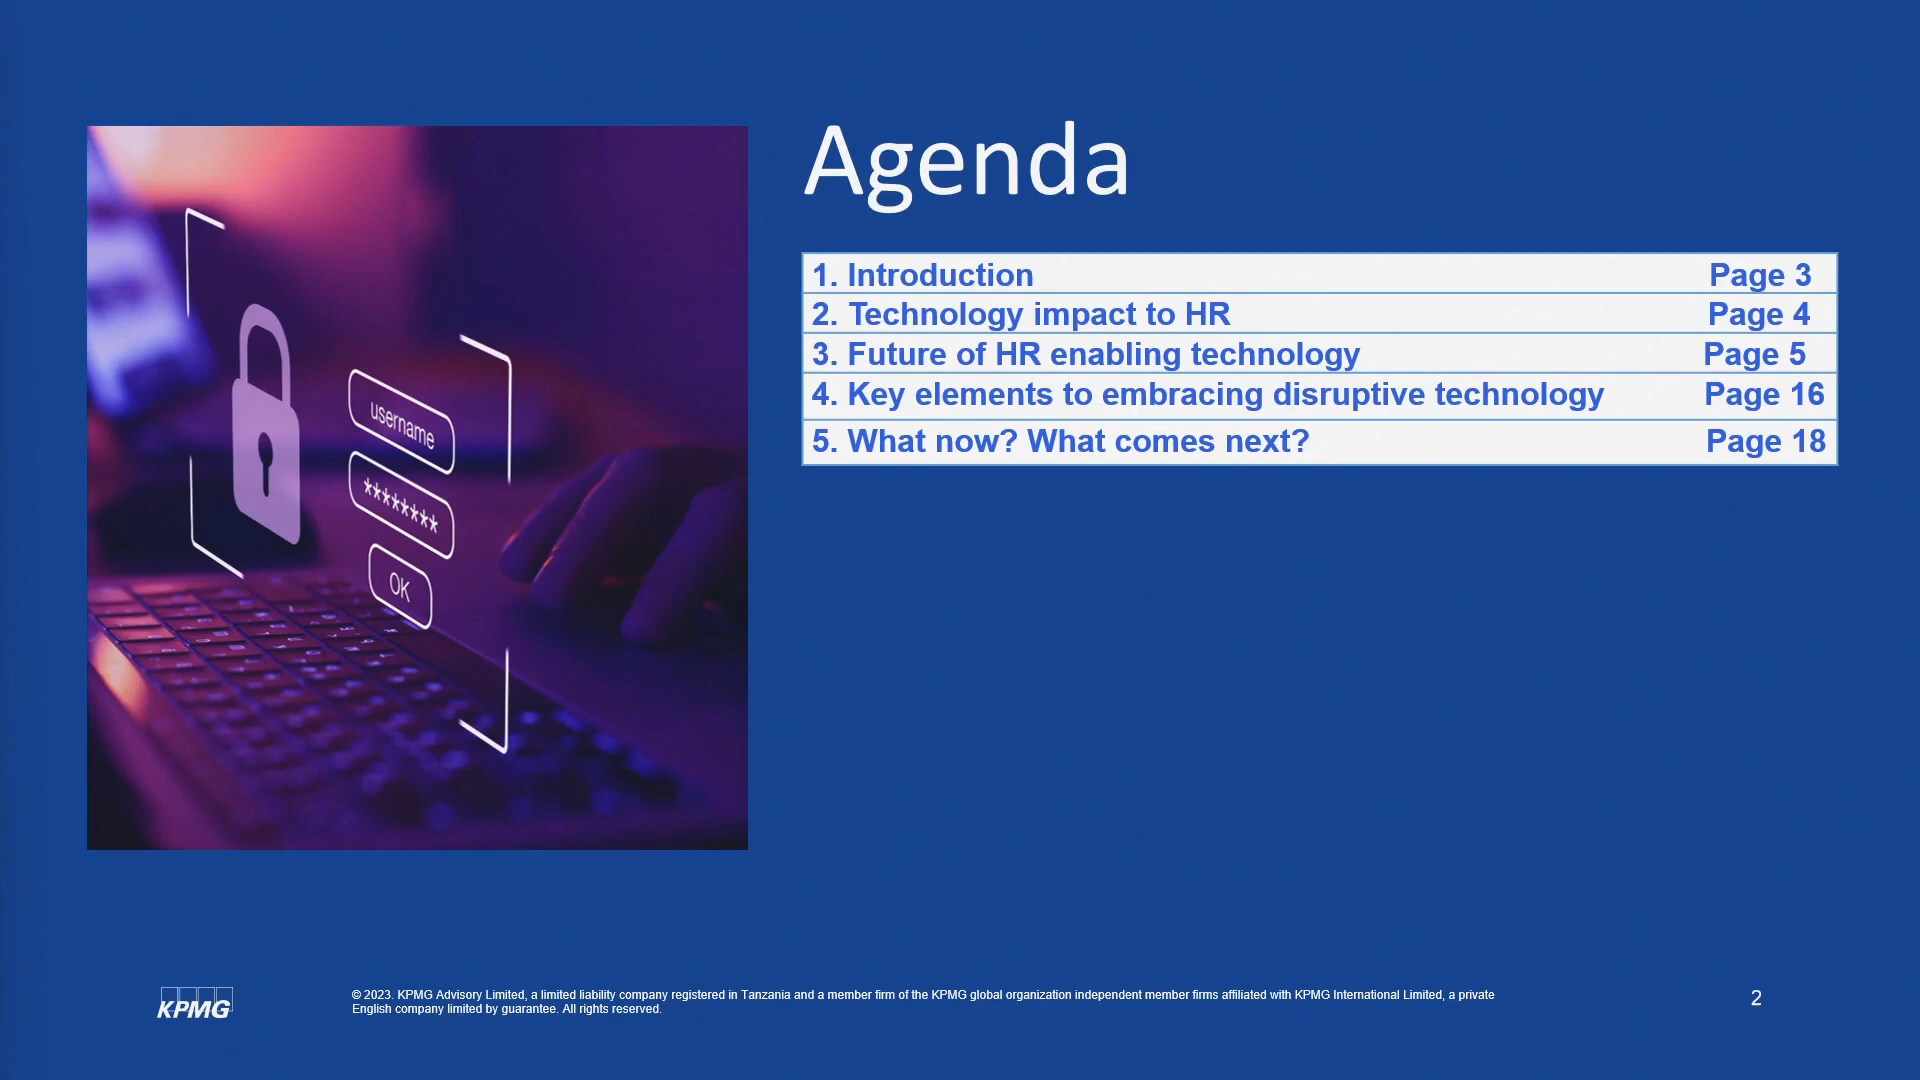 Agenda
1. Introduction Page 3
2. Technology impact to HR Page 4
3. Future of HR enabling technology Page 5
4. Key elements to embracing disruptive technology Page 16
5. What now? What comes next? Page 18
username
********
OK
KPMG
© 2023. KPMG Advisory Limited, a limited liability company registered in Tanzania and a member firm of the KPMG global organization independent member firms affiliated with KPMG International Limited, a private
English company limited by guarantee. All rights reserved.
2